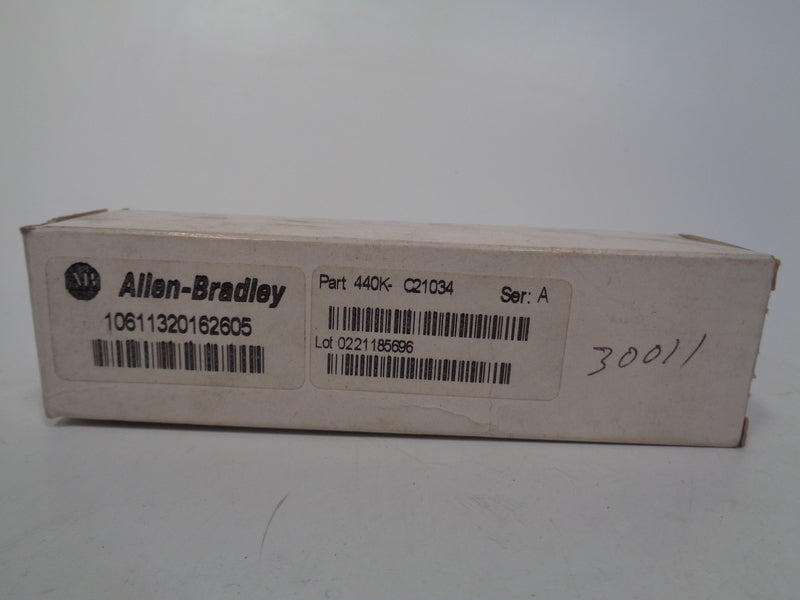 AB Allen-Bradley
10611320162605
Part 440K- C21034 Ser: A
Lot 0221185696
30011